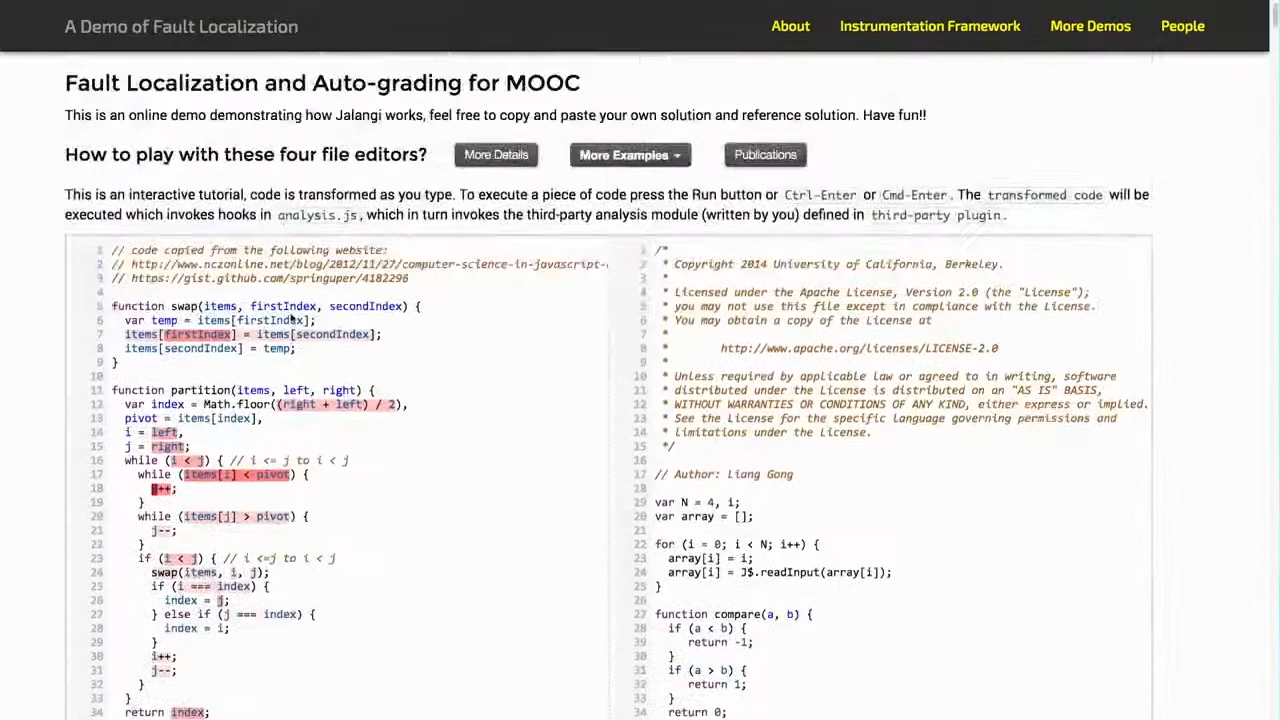 A Demo of Fault Localization
About
Instrumentation Framework
More Demos
People
Fault Localization and Auto-grading for MOOC
This is an online demo demonstrating how Jalangi works, feel free to copy and paste your own solution and reference solution. Have fun!!
How to play with these four file editors?
More Details
More Examples
Publications
This is an interactive tutorial, code is transformed as you type. To execute a piece of code press the Run button or Ctrl-Enter or Cmd-Enter. The transformed code will be
executed which invokes hooks in analysis.js, which in turn invokes the third-party analysis module (written by you) defined in third-party plugin.
1 // code copied from the following website:
2 // http://www.nczonline.net/blog/2012/11/27/computer-science-in-javascript-
3 // https://gist.github.com/springuper/4182296
4
5 function swap(items, firstIndex, secondIndex) {
6 var temp = items[firstIndex];
7 items[firstIndex] = items[secondIndex];
8 items[secondIndex] = temp;
9 }
10
11 function partition(items, left, right) {
12 var index = Math.floor((right + left) / 2),
13 pivot = items[index],
14 i = left,
15 j = right;
16 while (i < j) { // i <= j to i < j
17 while (items[i] < pivot) {
18 i++;
19 }
20 while (items[j] > pivot) {
21 j--;
22 }
23 if (i < j) { // i <=j to i < j
24 swap(items, i, j);
25 if (i === index) {
26 index = j;
27 } else if (j === index) {
28 index = i;
29 }
30 i++;
31 j--;
32 }
33 }
34 return index;
1 /*
2 * Copyright 2014 University of California, Berkeley.
3 *
4 * Licensed under the Apache License, Version 2.0 (the "License");
5 * you may not use this file except in compliance with the License.
6 * You may obtain a copy of the License at
7 *
8 * http://www.apache.org/licenses/LICENSE-2.0
9 *
10 * Unless required by applicable law or agreed to in writing, software
11 * distributed under the License is distributed on an "AS IS" BASIS,
12 * WITHOUT WARRANTIES OR CONDITIONS OF ANY KIND, either express or implied.
13 * See the License for the specific language governing permissions and
14 * limitations under the License.
15 */
16
17 // Author: Liang Gong
18
19 var N = 4, i;
20 var array = [];
21
22 for (i = 0; i < N; i++) {
23 array[i] = i;
24 array[i] = J$.readInput(array[i]);
25 }
26
27 function compare(a, b) {
28 if (a < b) {
29 return -1;
30 }
31 if (a > b) {
32 return 1;
33 }
34 return 0;